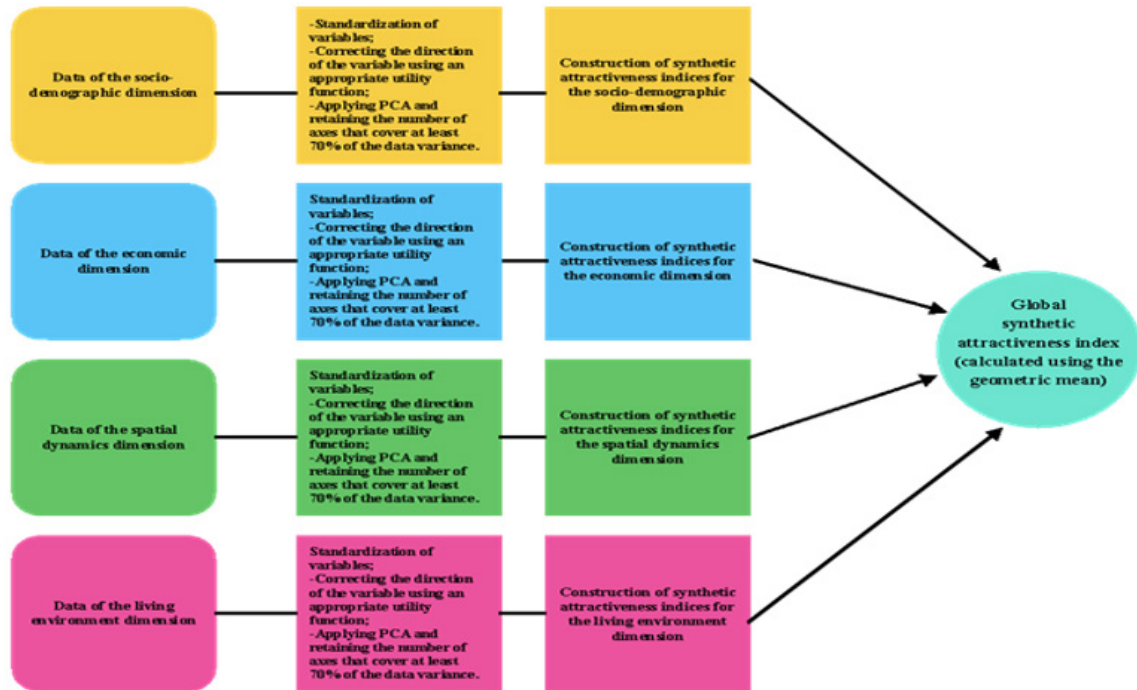 Data of the socio-
demographic dimension
-Standardization of
variables;
-Correcting the direction
of the variable using an
appropriate utility
function;
-Applying PCA and
retaining the number of
axes that cover at least
70% of the data variance.
Construction of synthetic
attractiveness indices for
the socio-demographic
dimension
Data of the economic
dimension
Standardization of
variables;
-Correcting the direction
of the variable using an
appropriate utility
function;
-Applying PCA and
retaining the number of
axes that cover at least
70% of the data variance.
Construction of synthetic
attractiveness indices for
the economic dimension
Data of the spatial
dynamics dimension
Standardization of
variables;
-Correcting the direction
of the variable using an
appropriate utility
function;
-Applying PCA and
retaining the number of
axes that cover at least
70% of the data variance.
Construction of synthetic
attractiveness indices for
the spatial dynamics
dimension
Data of the living
environment dimension
Standardization of
variables;
-Correcting the direction
of the variable using an
appropriate utility
function;
-Applying PCA and
retaining the number of
axes that cover at least
70% of the data variance.
Construction of synthetic
attractiveness indices for
the living environment
dimension
Global
synthetic
attractiveness index
(calculated using the
geometric mean)